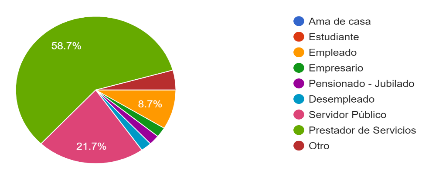 58.7%
8.7%
21.7%
Ama de casa
Estudiante
Empleado
Empresario
Pensionado - Jubilado
Desempleado
Servidor Público
Prestador de Servicios
Otro